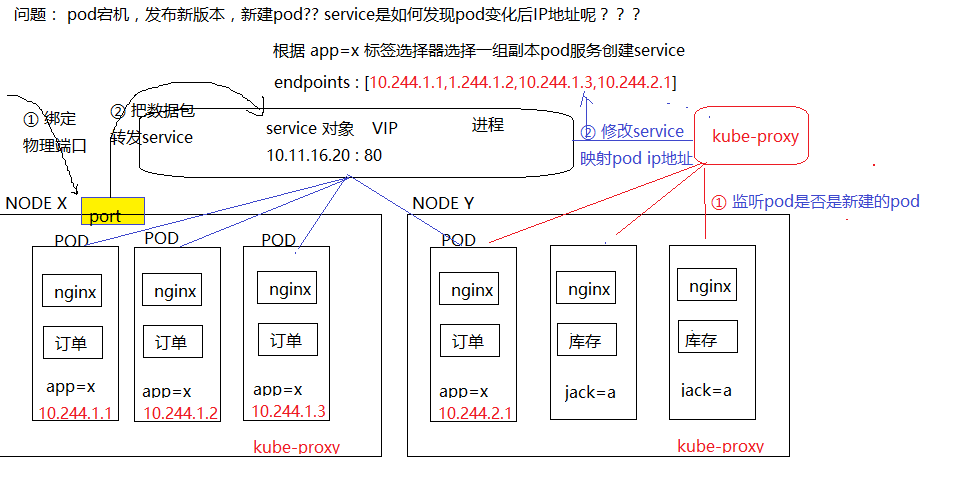 问题： pod宕机，发布新版本，新建pod?? service是如何发现pod变化后IP地址呢？？？
根据 app=x 标签选择器选择一组副本pod服务创建service
endpoints : [10.244.1.1,1.244.1.2,10.244.1.3,10.244.2.1]
① 绑定
物理端口
② 把数据包
转发service
service 对象 VIP
进程
10.11.16.20 : 80
② 修改service
映射pod ip地址
kube-proxy
① 监听pod是否是新建的pod
NODE X
port
NODE Y
POD
POD
POD
POD
nginx
nginx
nginx
nginx
nginx
nginx
订单
订单
订单
订单
库存
库存
app=x
app=x
app=x
app=x
jack=a
jack=a
10.244.1.1
10.244.1.2
10.244.1.3
10.244.2.1
kube-proxy
kube-proxy